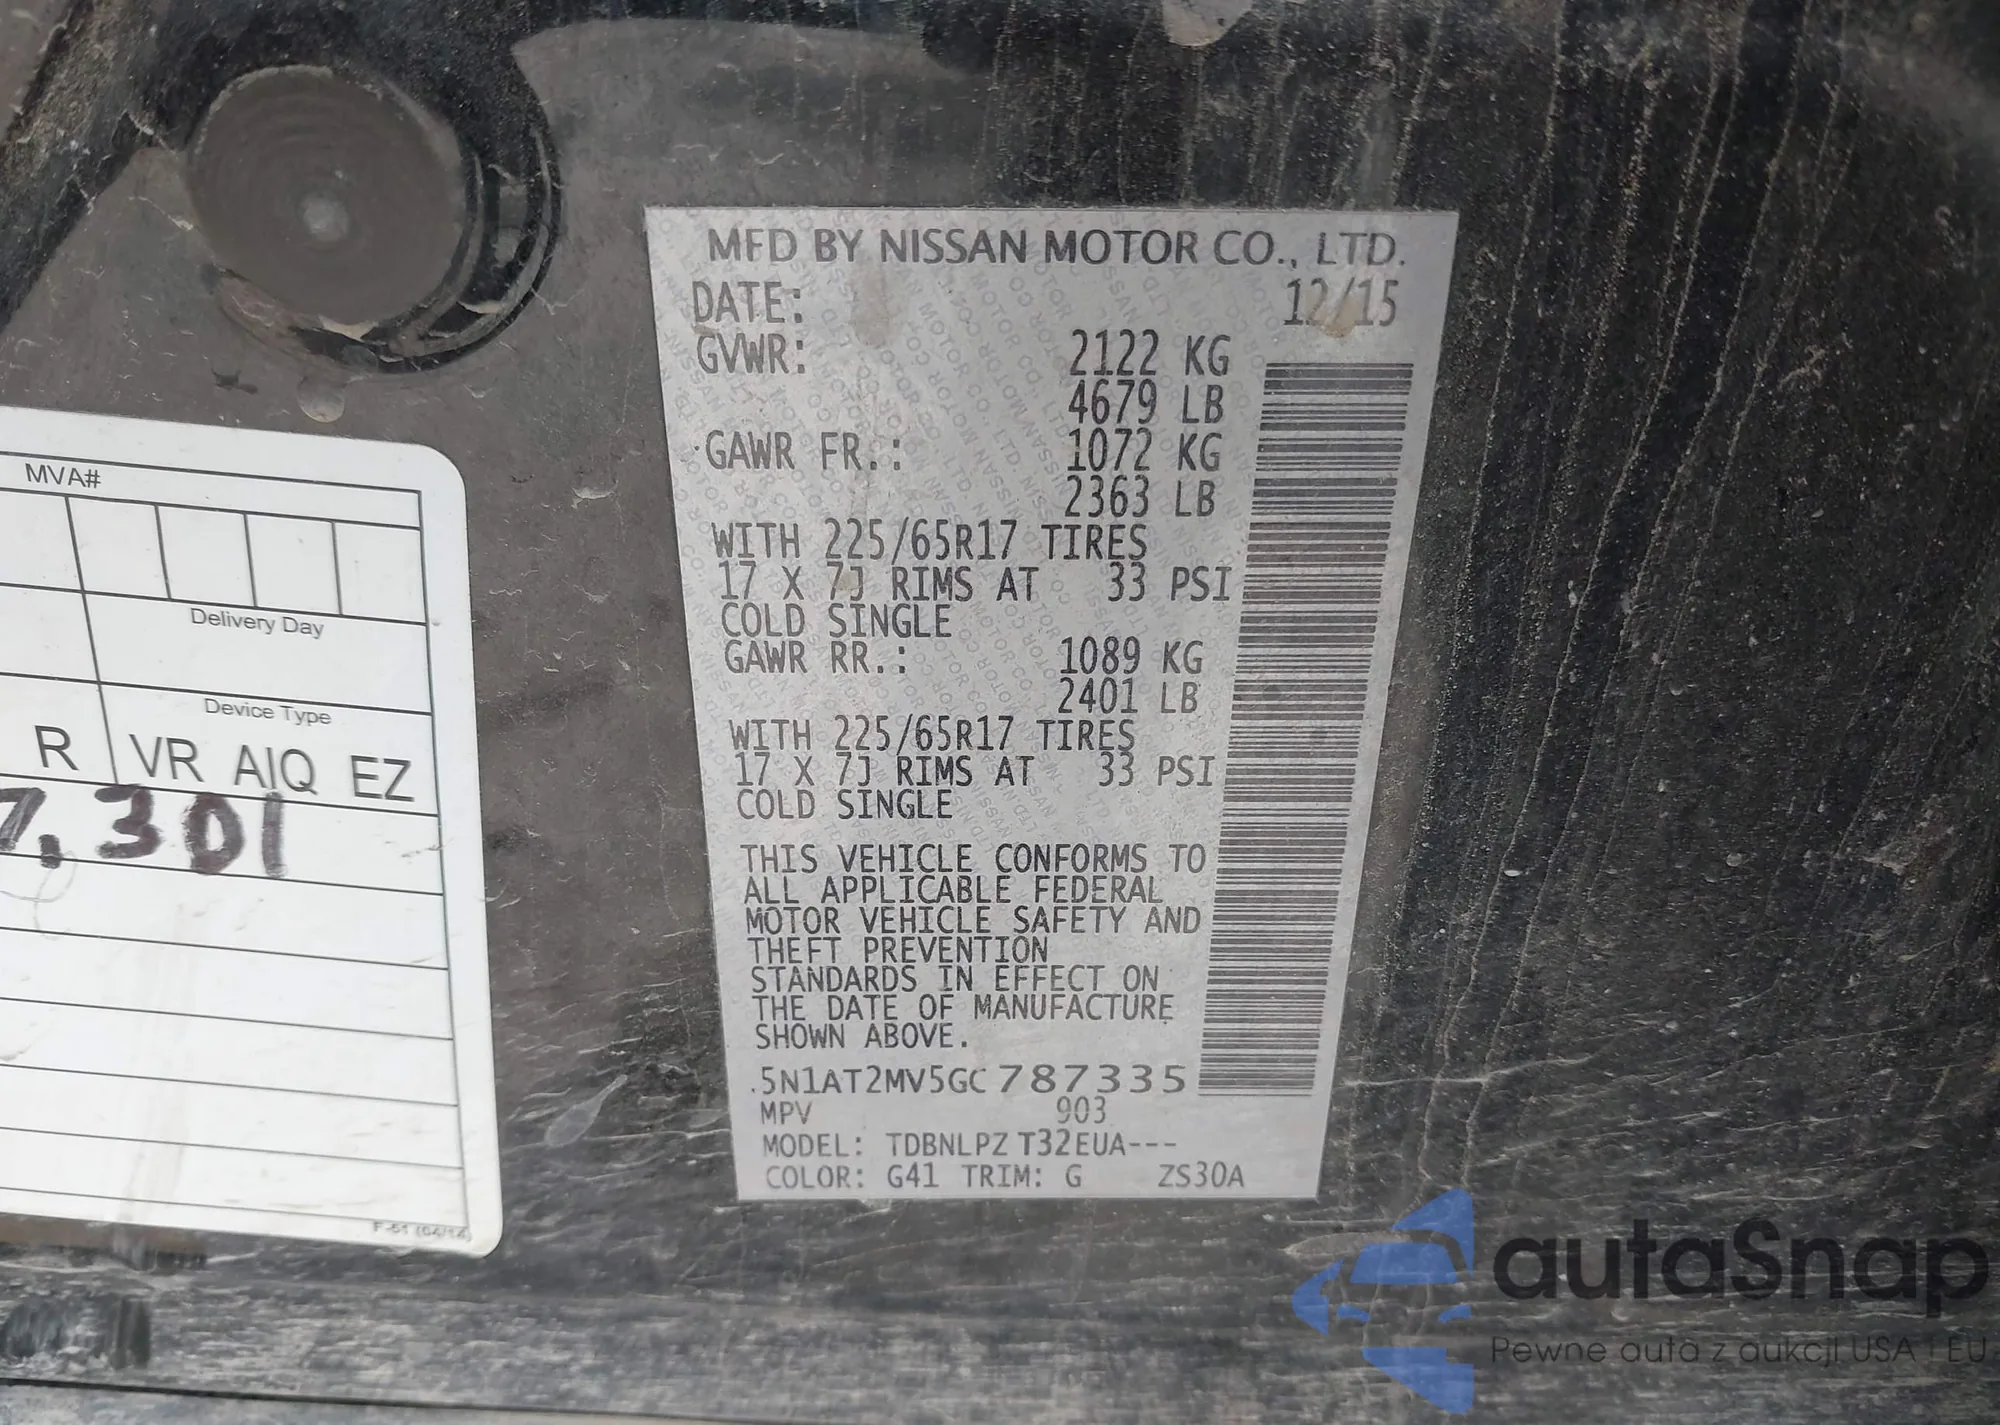 MFD BY NISSAN MOTOR CO., LTD.
DATE: 12/15
GVWR: 2122 KG
4679 LB
GAWR FR.: 1072 KG
2363 LB
WITH 225/65R17 TIRES
17 X 7J RIMS AT 33 PSI
COLD SINGLE
GAWR RR.: 1089 KG
2401 LB
WITH 225/65R17 TIRES
17 X 7J RIMS AT 33 PSI
COLD SINGLE
THIS VEHICLE CONFORMS TO
ALL APPLICABLE FEDERAL
MOTOR VEHICLE SAFETY AND
THEFT PREVENTION
STANDARDS IN EFFECT ON
THE DATE OF MANUFACTURE
SHOWN ABOVE.
5N1AT2MV5GC787335
MPV 903
MODEL: TDBNLPZ T32EUA---
COLOR: G41 TRIM: G ZS30A
MVA#
Delivery Day
Device Type
R VR AIQ EZ
7,301
F-51 (04/14)
autaSnap
Pewne auta z aukcji USA i EU